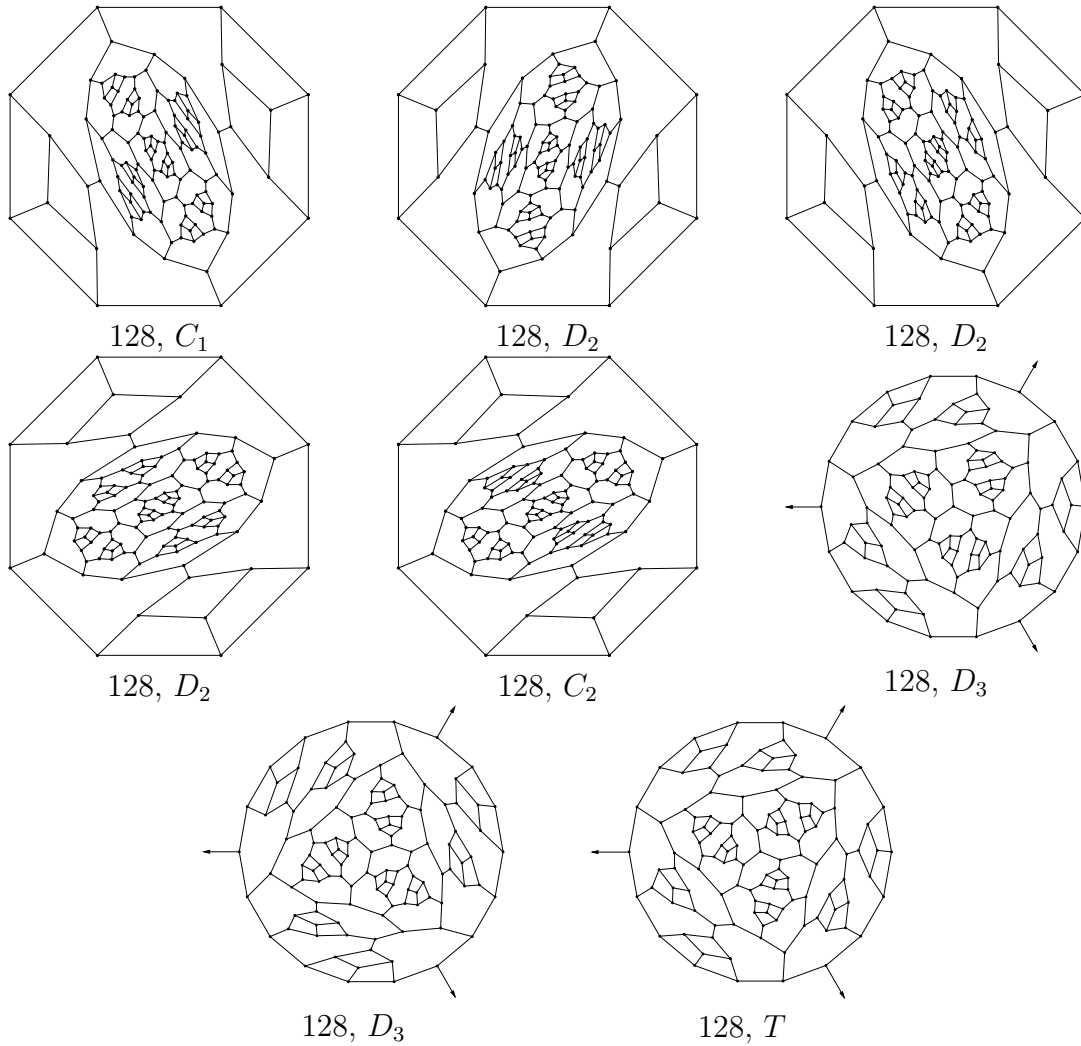 128, C₁ 128, D₂ 128, D₂
128, D₂ 128, C₂ 128, D₃
128, D₃ 128, T